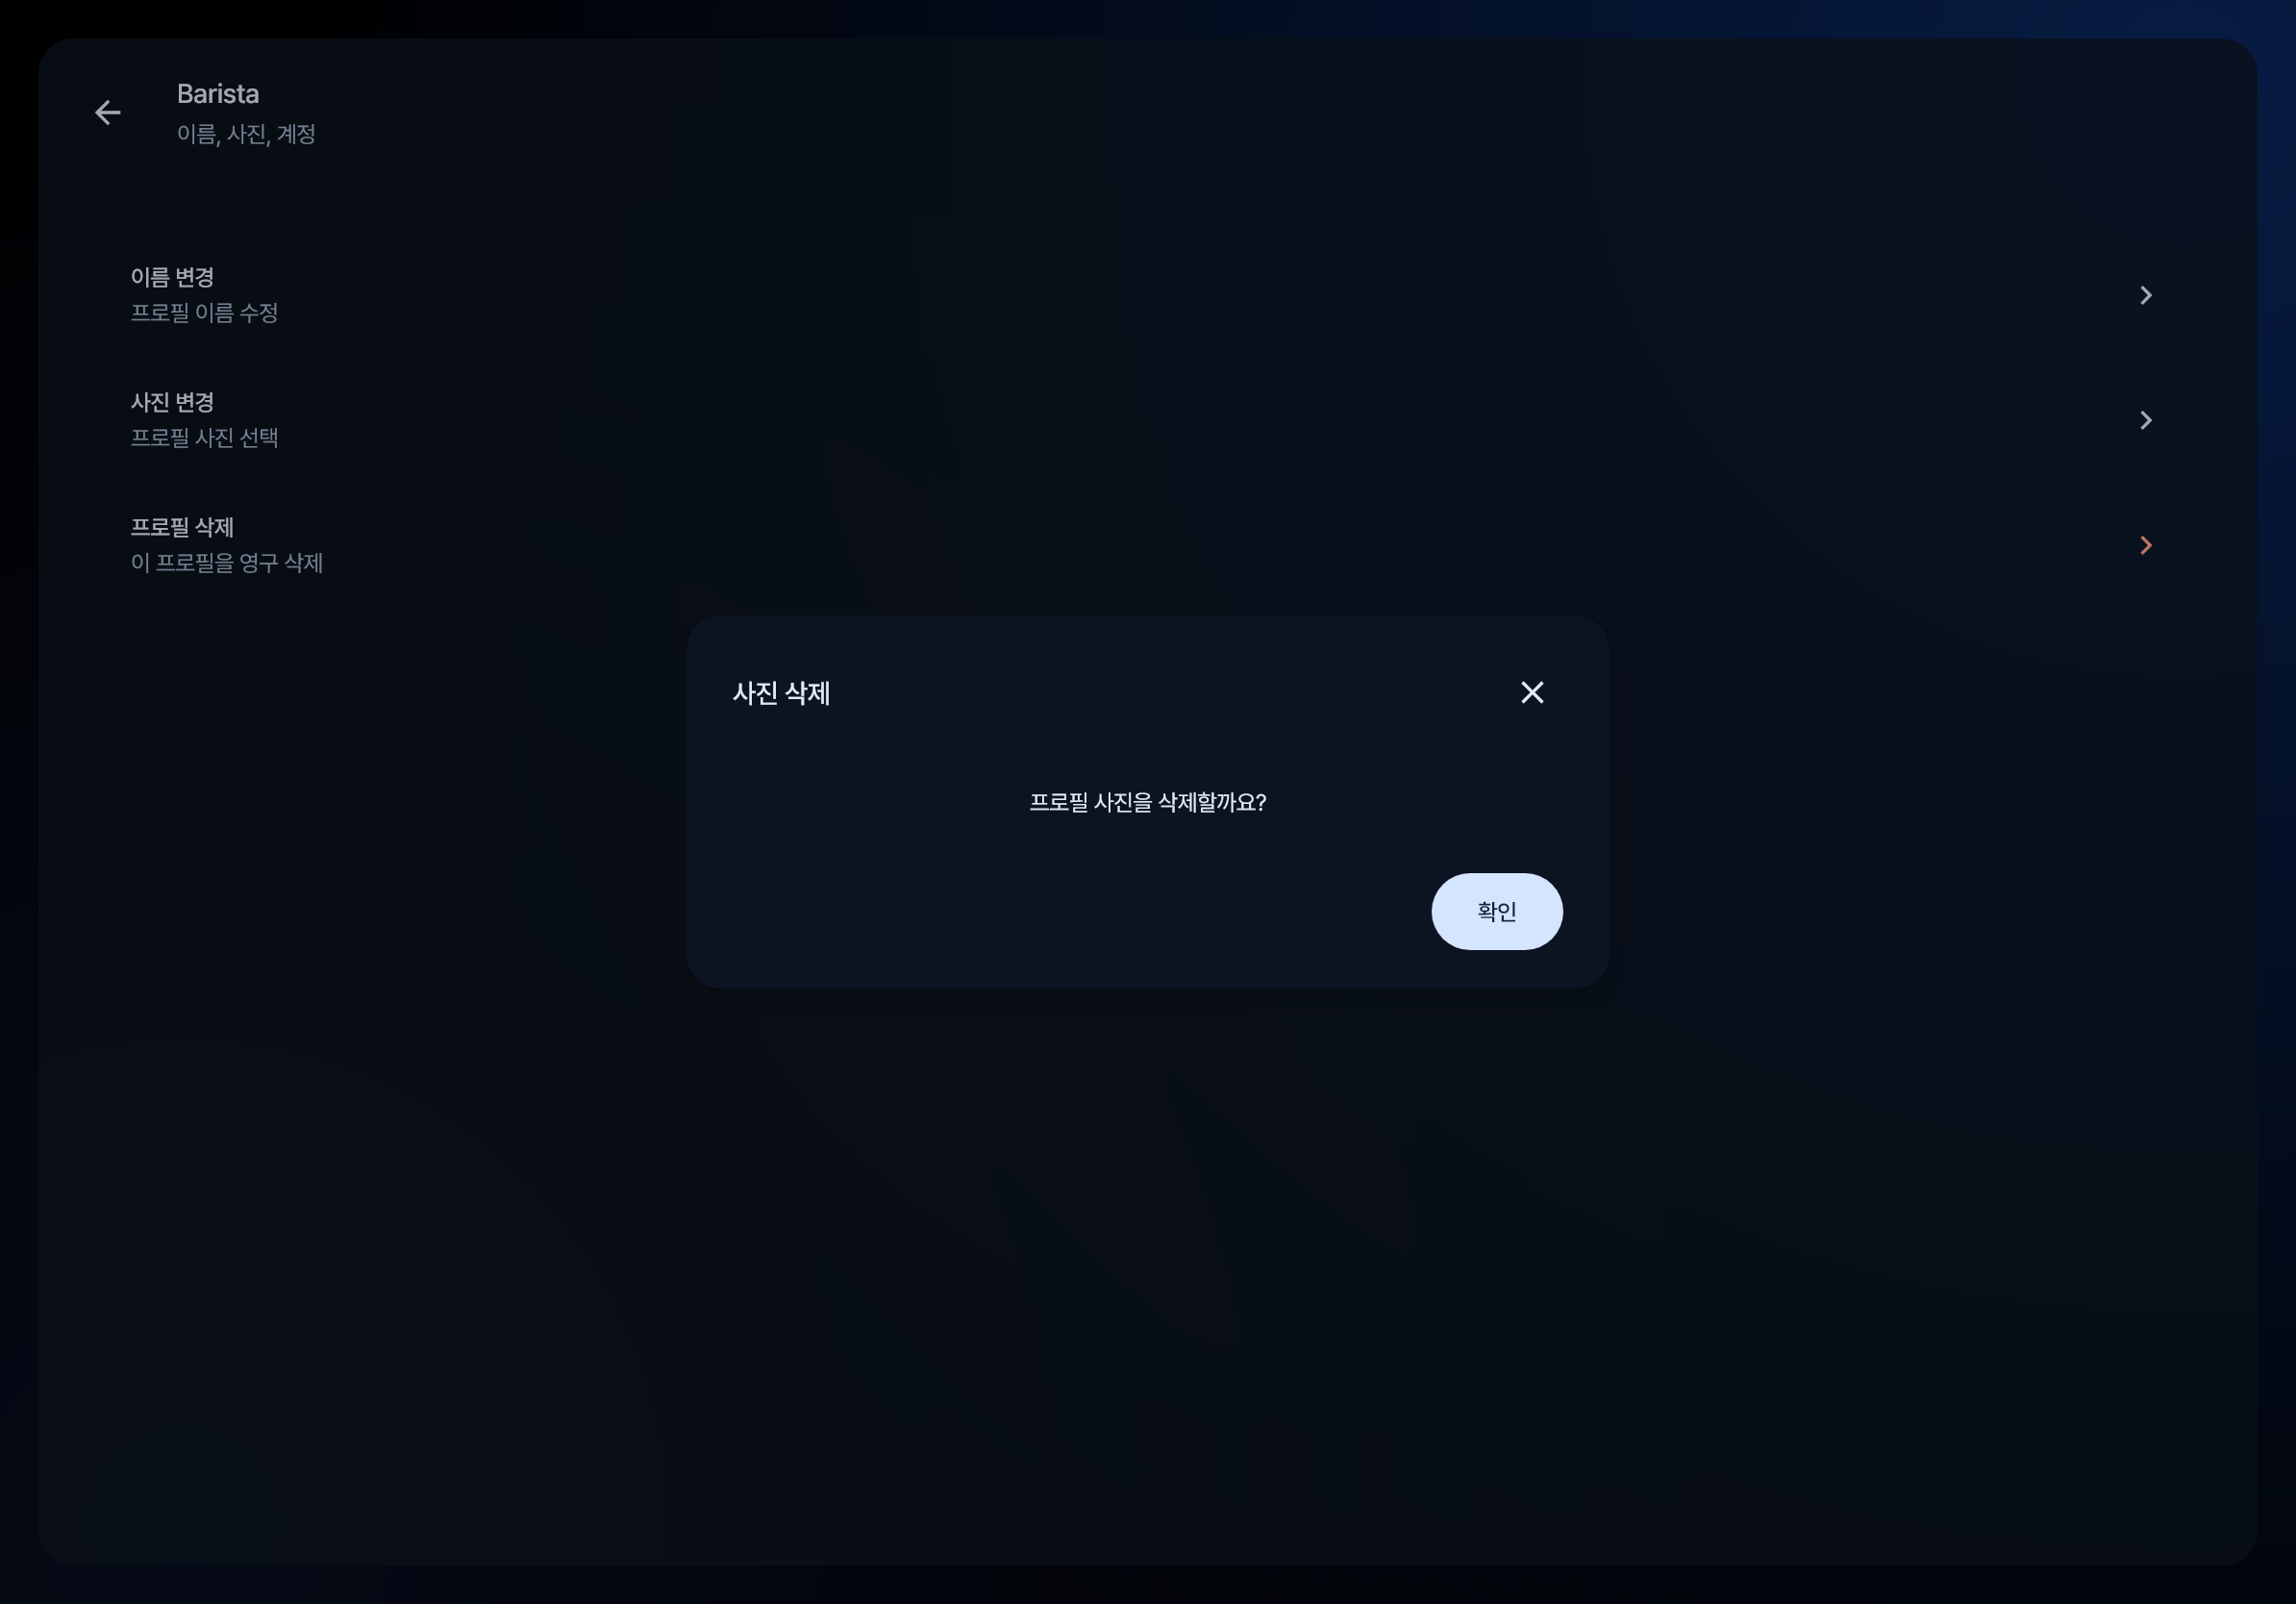 Barista
이름, 사진, 계정
이름 변경
프로필 이름 수정
사진 변경
프로필 사진 선택
프로필 삭제
이 프로필을 영구 삭제
사진 삭제
프로필 사진을 삭제할까요?
확인